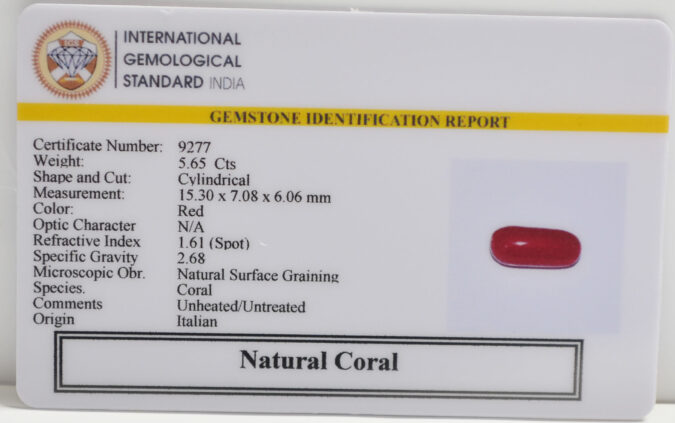 INTERNATIONAL
GEMOLOGICAL
STANDARD INDIA
GEMSTONE IDENTIFICATION REPORT
Certificate Number: 9277
Weight: 5.65 Cts
Shape and Cut: Cylindrical
Measurement: 15.30 x 7.08 x 6.06 mm
Color: Red
Optic Character N/A
Refractive Index 1.61 (Spot)
Specific Gravity 2.68
Microscopic Obr. Natural Surface Graining
Species. Coral
Comments Unheated/Untreated
Origin Italian
Natural Coral